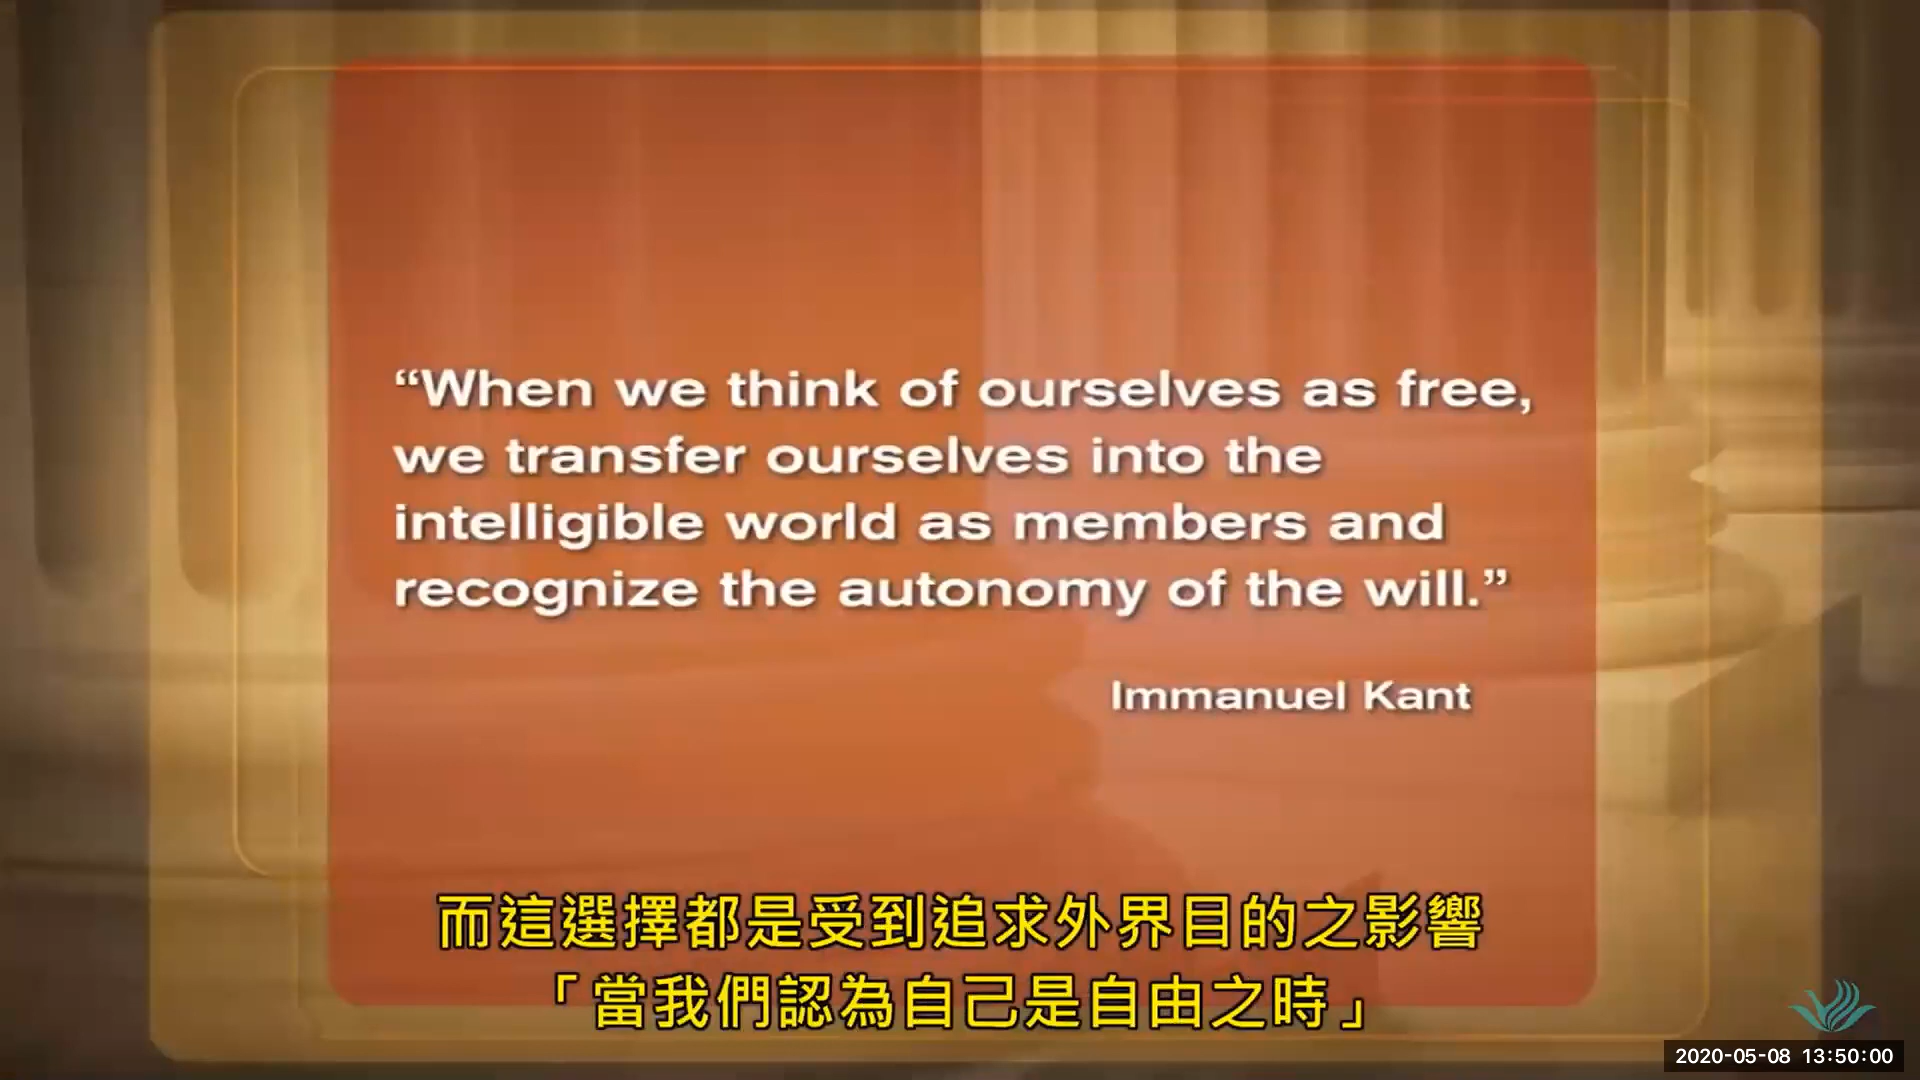 “When we think of ourselves as free,
we transfer ourselves into the
intelligible world as members and
recognize the autonomy of the will.”
Immanuel Kant
而這選擇都是受到追求外界目的之影響
「當我們認為自己是自由之時」
2020-05-08 13:50:00